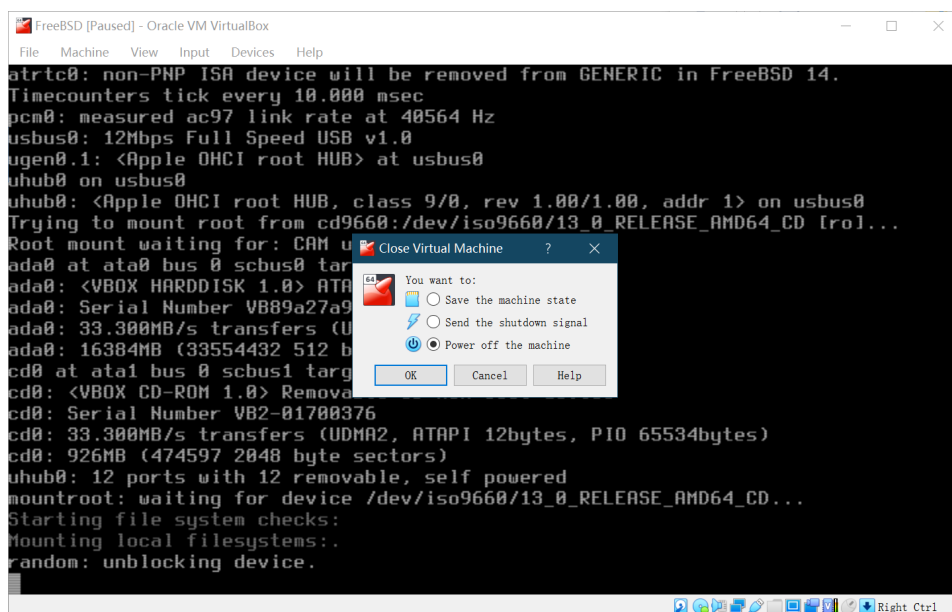 FreeBSD [Paused] - Oracle VM VirtualBox
File Machine View Input Devices Help
atrtc0: non-PNP ISA device will be removed from GENERIC in FreeBSD 14.
Timecounters tick every 10.000 msec
pcm0: measured ac97 link rate at 40564 Hz
usbus0: 12Mbps Full Speed USB v1.0
ugen0.1: <Apple OHCI root HUB> at usbus0
uhub0 on usbus0
uhub0: <Apple OHCI root HUB, class 9/0, rev 1.00/1.00, addr 1> on usbus0
Trying to mount root from cd9660:/dev/iso9660/13_0_RELEASE_AMD64_CD [ro]...
Root mount waiting for: CAM u
ada0 at ata0 bus 0 scbus0 tar
ada0: <VBOX HARDDISK 1.0> ATA
ada0: Serial Number VB89a27a9
ada0: 33.300MB/s transfers (U
ada0: 16384MB (33554432 512 b
cd0 at ata1 bus 0 scbus1 targ
cd0: <VBOX CD-ROM 1.0> Remova
Close Virtual Machine ?
64
You want to:
Save the machine state
Send the shutdown signal
Power off the machine
OK Cancel Help
cd0: Serial Number VB2-01700376
cd0: 33.300MB/s transfers (UDMA2, ATAPI 12bytes, PIO 65534bytes)
cd0: 926MB (474597 2048 byte sectors)
uhub0: 12 ports with 12 removable, self powered
mountroot: waiting for device /dev/iso9660/13_0_RELEASE_AMD64_CD...
Starting file system checks:
Mounting local filesystems:.
random: unblocking device.
Right Ctrl